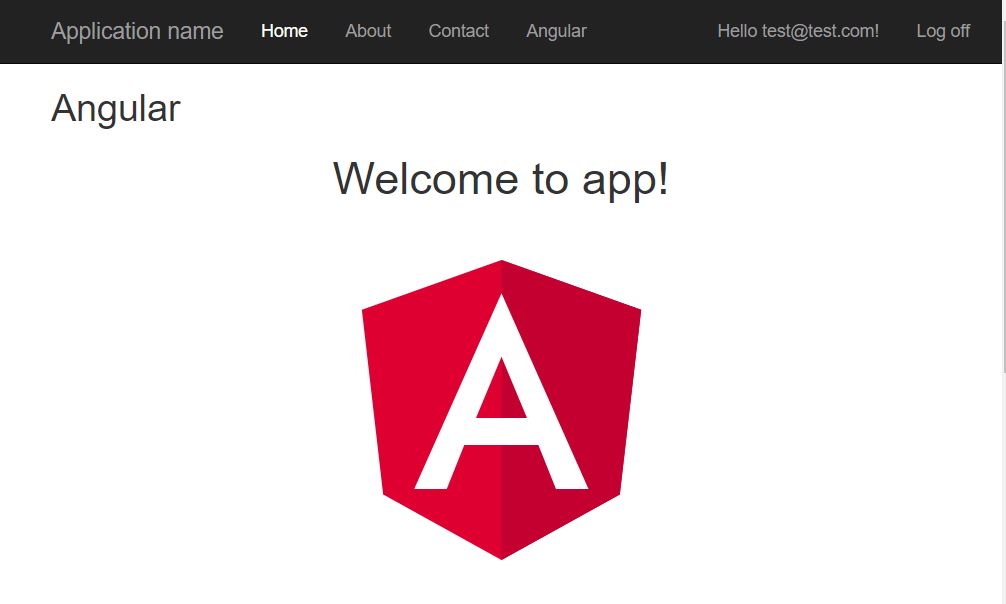 Application name Home About Contact Angular Hello test@test.com! Log off
Angular
Welcome to app!
A